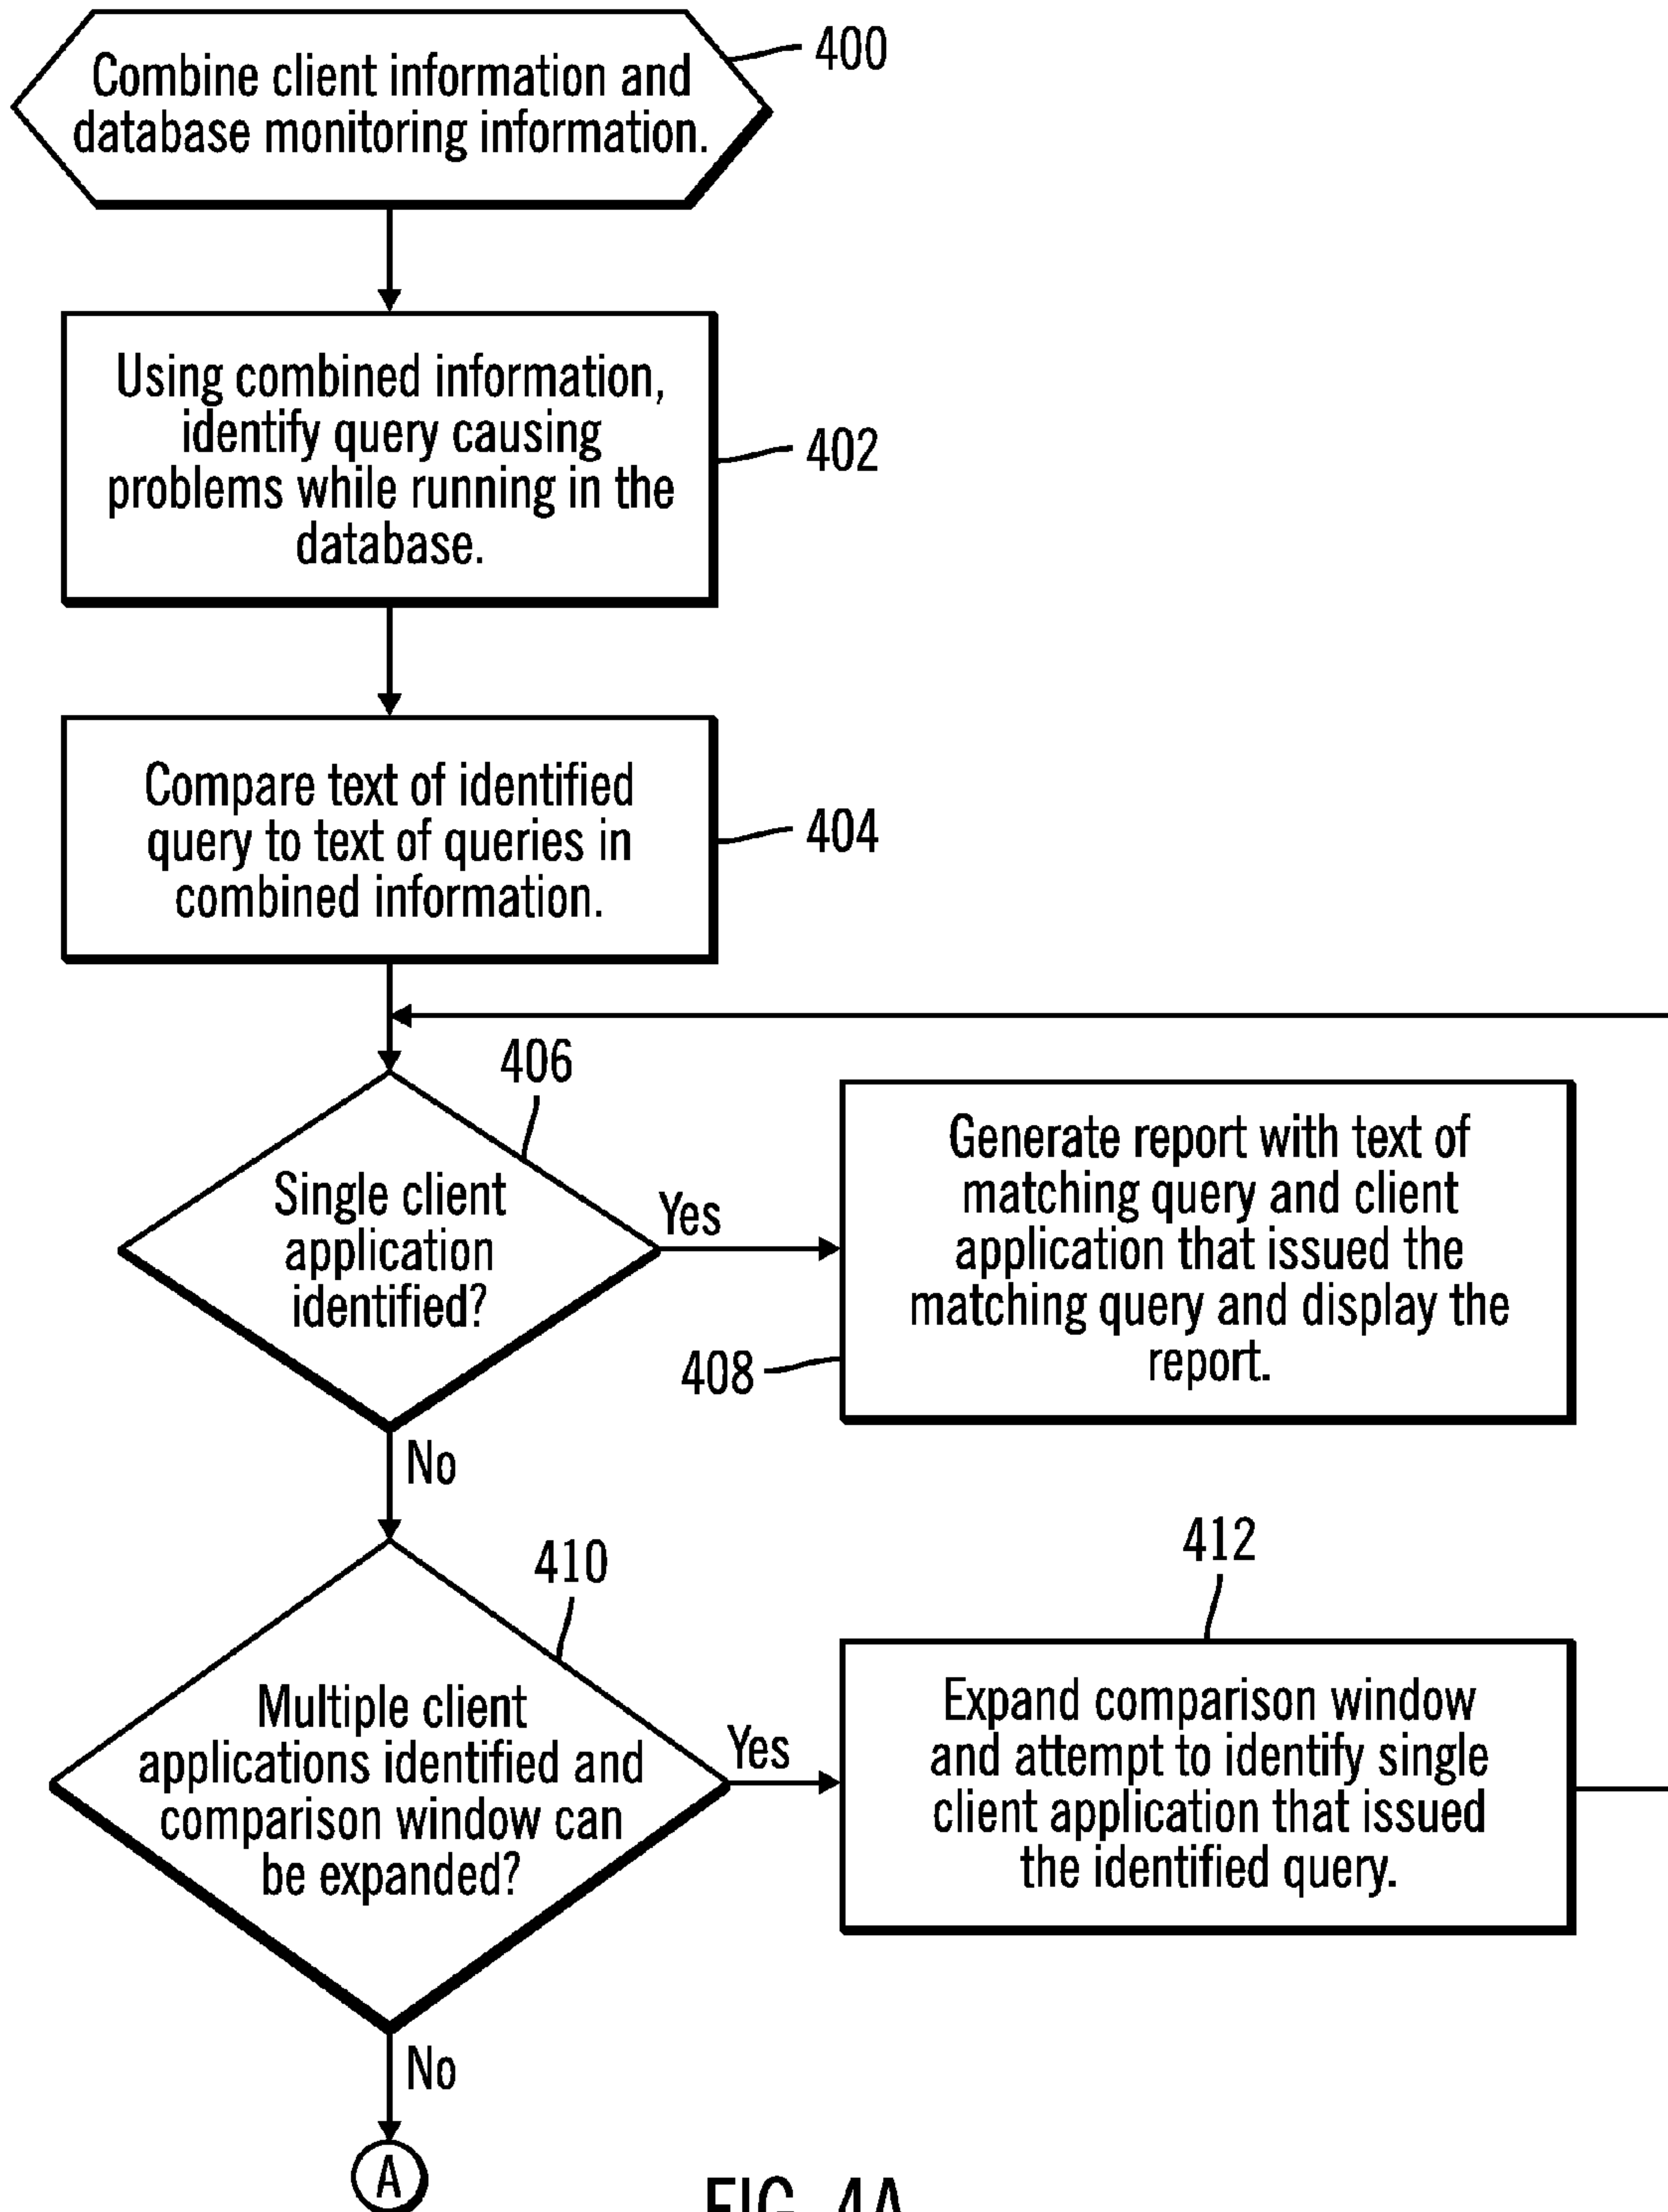 Combine client information and
database monitoring information.
400
Using combined information,
identify query causing
problems while running in the
database.
402
Compare text of identified
query to text of queries in
combined information.
404
406
Single client
application
identified?
Yes
Generate report with text of
matching query and client
application that issued the
matching query and display the
report.
408
No
410
Multiple client
applications identified and
comparison window can
be expanded?
Yes
412
Expand comparison window
and attempt to identify single
client application that issued
the identified query.
No
A
FIG. 4A